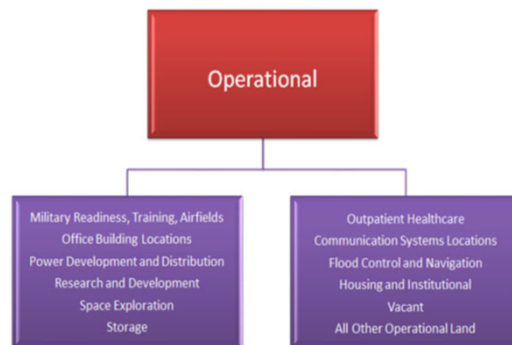 Operational
Military Readiness, Training, Airfields
Office Building Locations
Power Development and Distribution
Research and Development
Space Exploration
Storage
Outpatient Healthcare
Communication Systems Locations
Flood Control and Navigation
Housing and Institutional
Vacant
All Other Operational Land